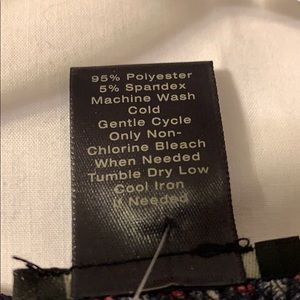 95% Polyester
5% Spandex
Machine Wash
Cold
Gentle Cycle
Only Non-
Chlorine Bleach
When Needed
Tumble Dry Low
Cool Iron
If Needed